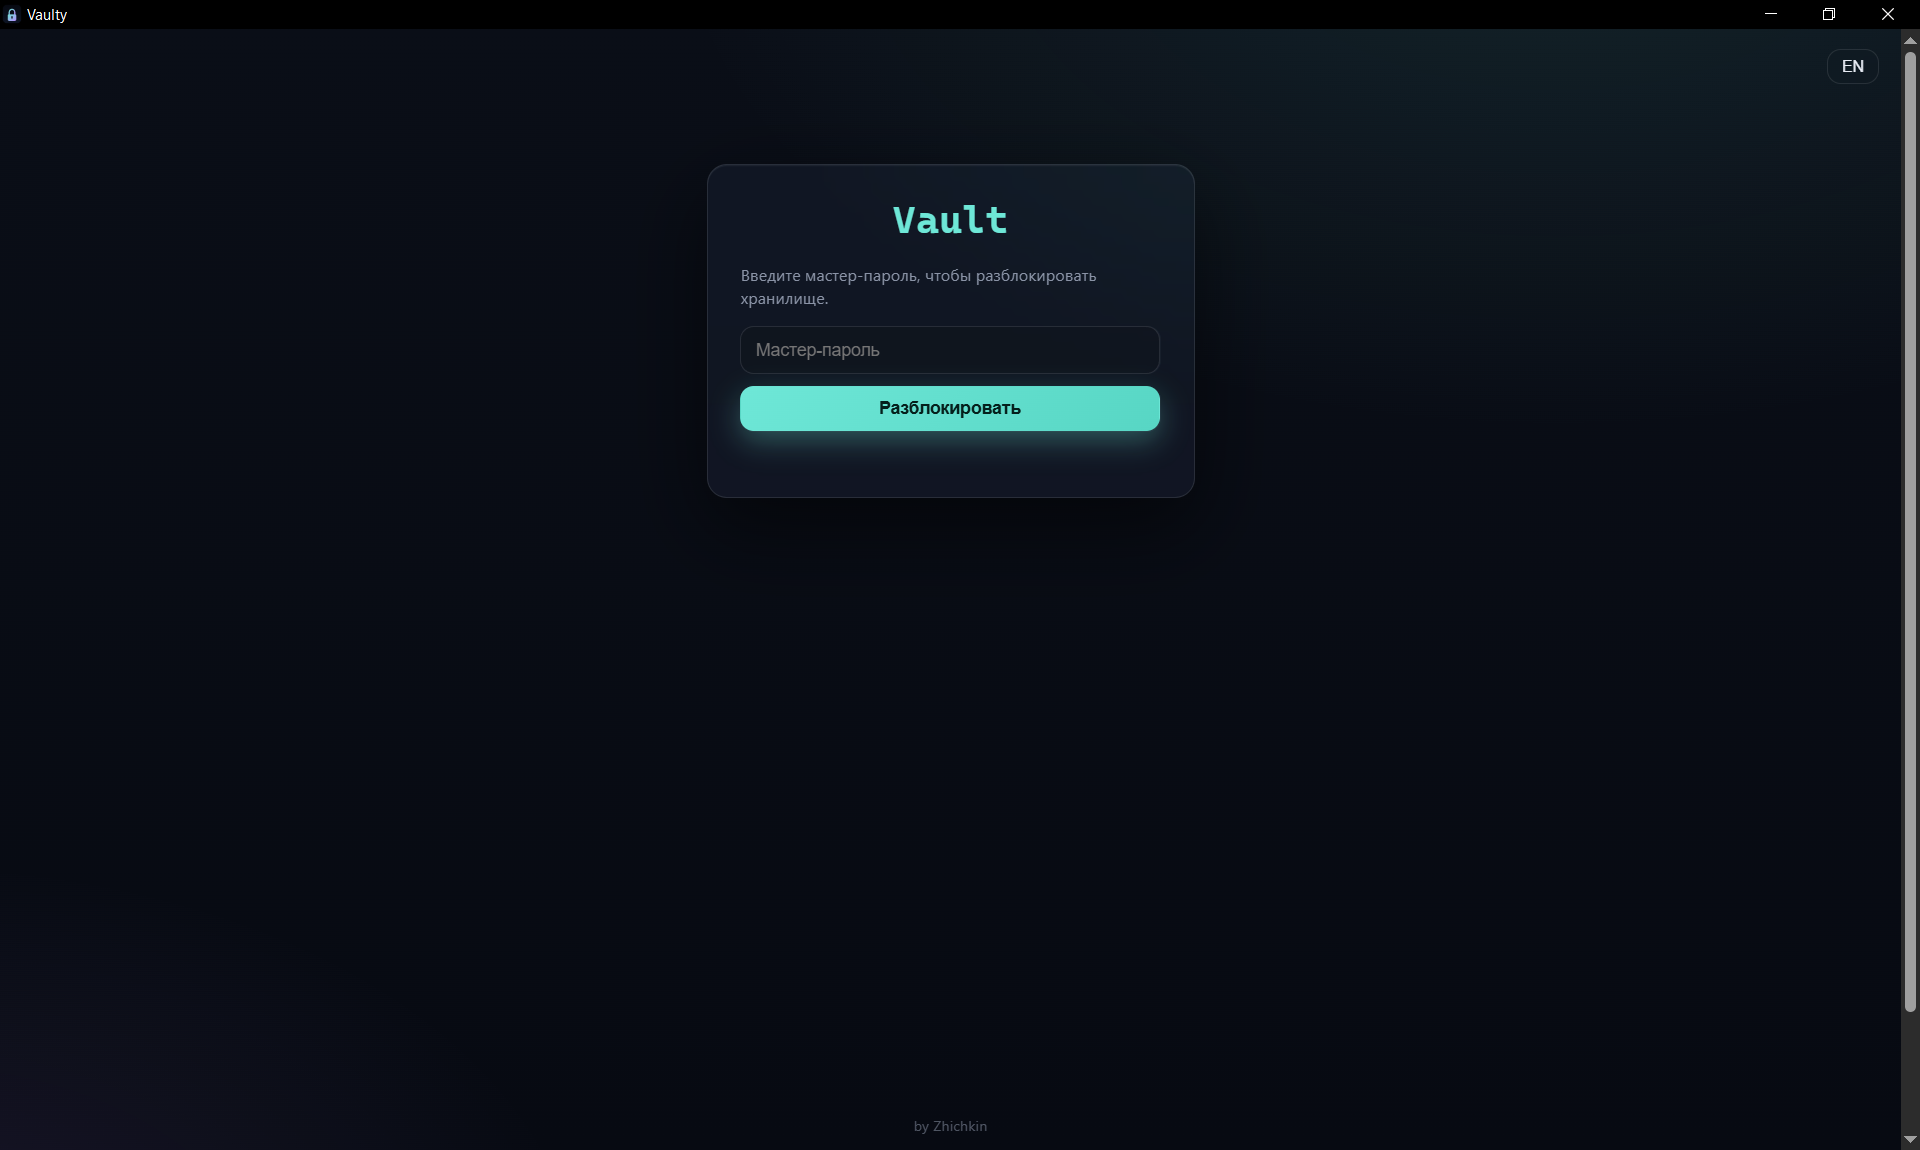 Vaulty
EN
Vault
Введите мастер-пароль, чтобы разблокировать
хранилище.
Мастер-пароль
Разблокировать
by Zhichkin